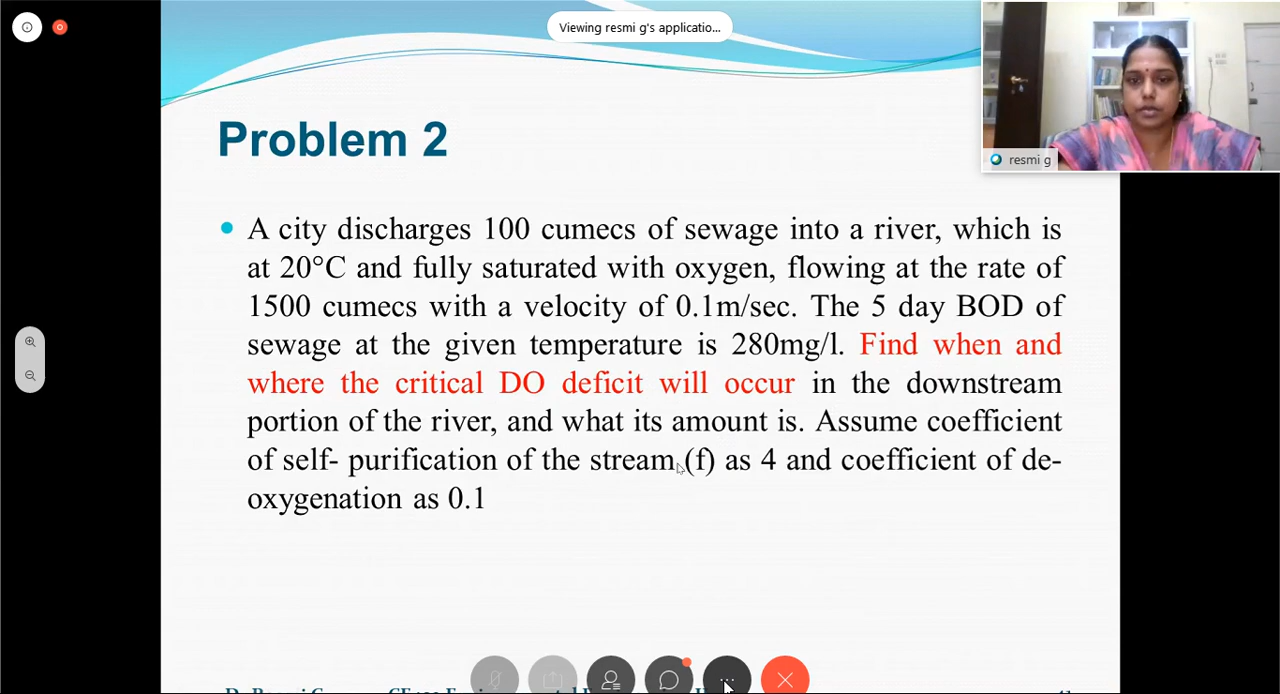 Viewing resmi g's applicatio...
resmi g
Problem 2
A city discharges 100 cumecs of sewage into a river, which is
at 20°C and fully saturated with oxygen, flowing at the rate of
1500 cumecs with a velocity of 0.1m/sec. The 5 day BOD of
sewage at the given temperature is 280mg/l. Find when and
where the critical DO deficit will occur in the downstream
portion of the river, and what its amount is. Assume coefficient
of self- purification of the stream (f) as 4 and coefficient of de-
oxygenation as 0.1